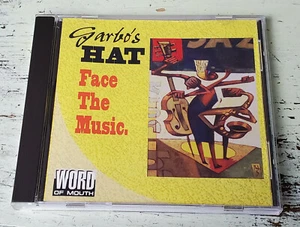 Garbo's
HAT
Face
The
Music.
WORD
OF MOUTH